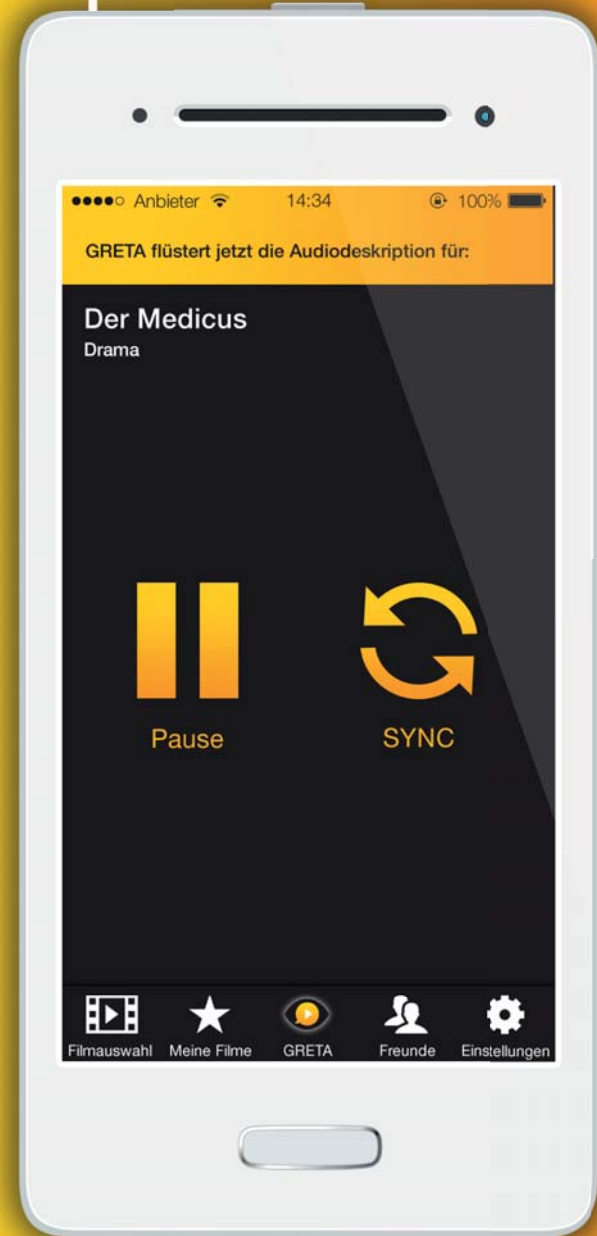 Anbieter 14:34 100%
GRETA flüstert jetzt die Audiodeskription für:
Der Medicus
Drama
Pause SYNC
Filmauswahl Meine Filme GRETA Freunde Einstellungen